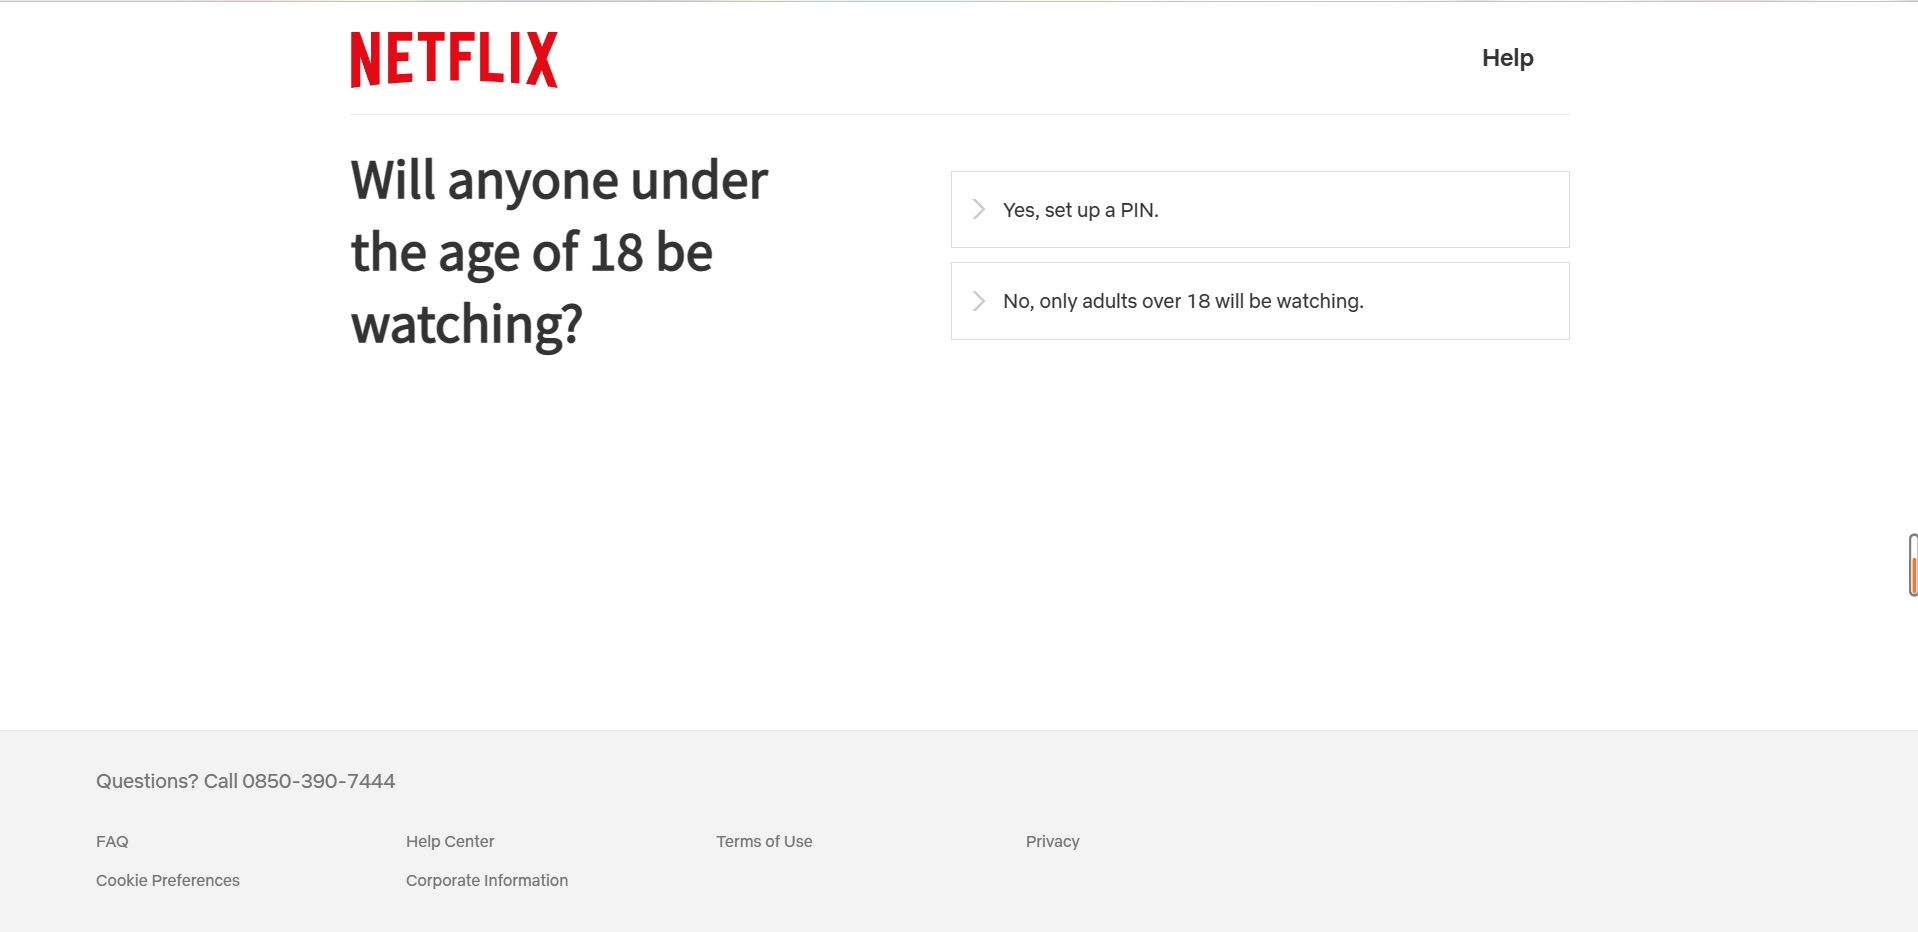 NETFLIX
Help
Will anyone under
the age of 18 be
watching?
Yes, set up a PIN.
No, only adults over 18 will be watching.
Questions? Call 0850-390-7444
FAQ
Help Center
Terms of Use
Privacy
Cookie Preferences
Corporate Information